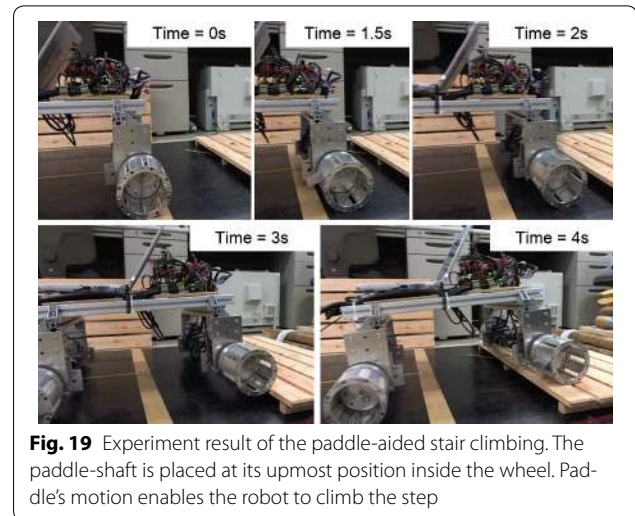 Time = 0s
Time = 1.5s
Time = 2s
Time = 3s
Time = 4s
Fig. 19 Experiment result of the paddle-aided stair climbing. The
paddle-shaft is placed at its upmost position inside the wheel. Pad-
dle's motion enables the robot to climb the step